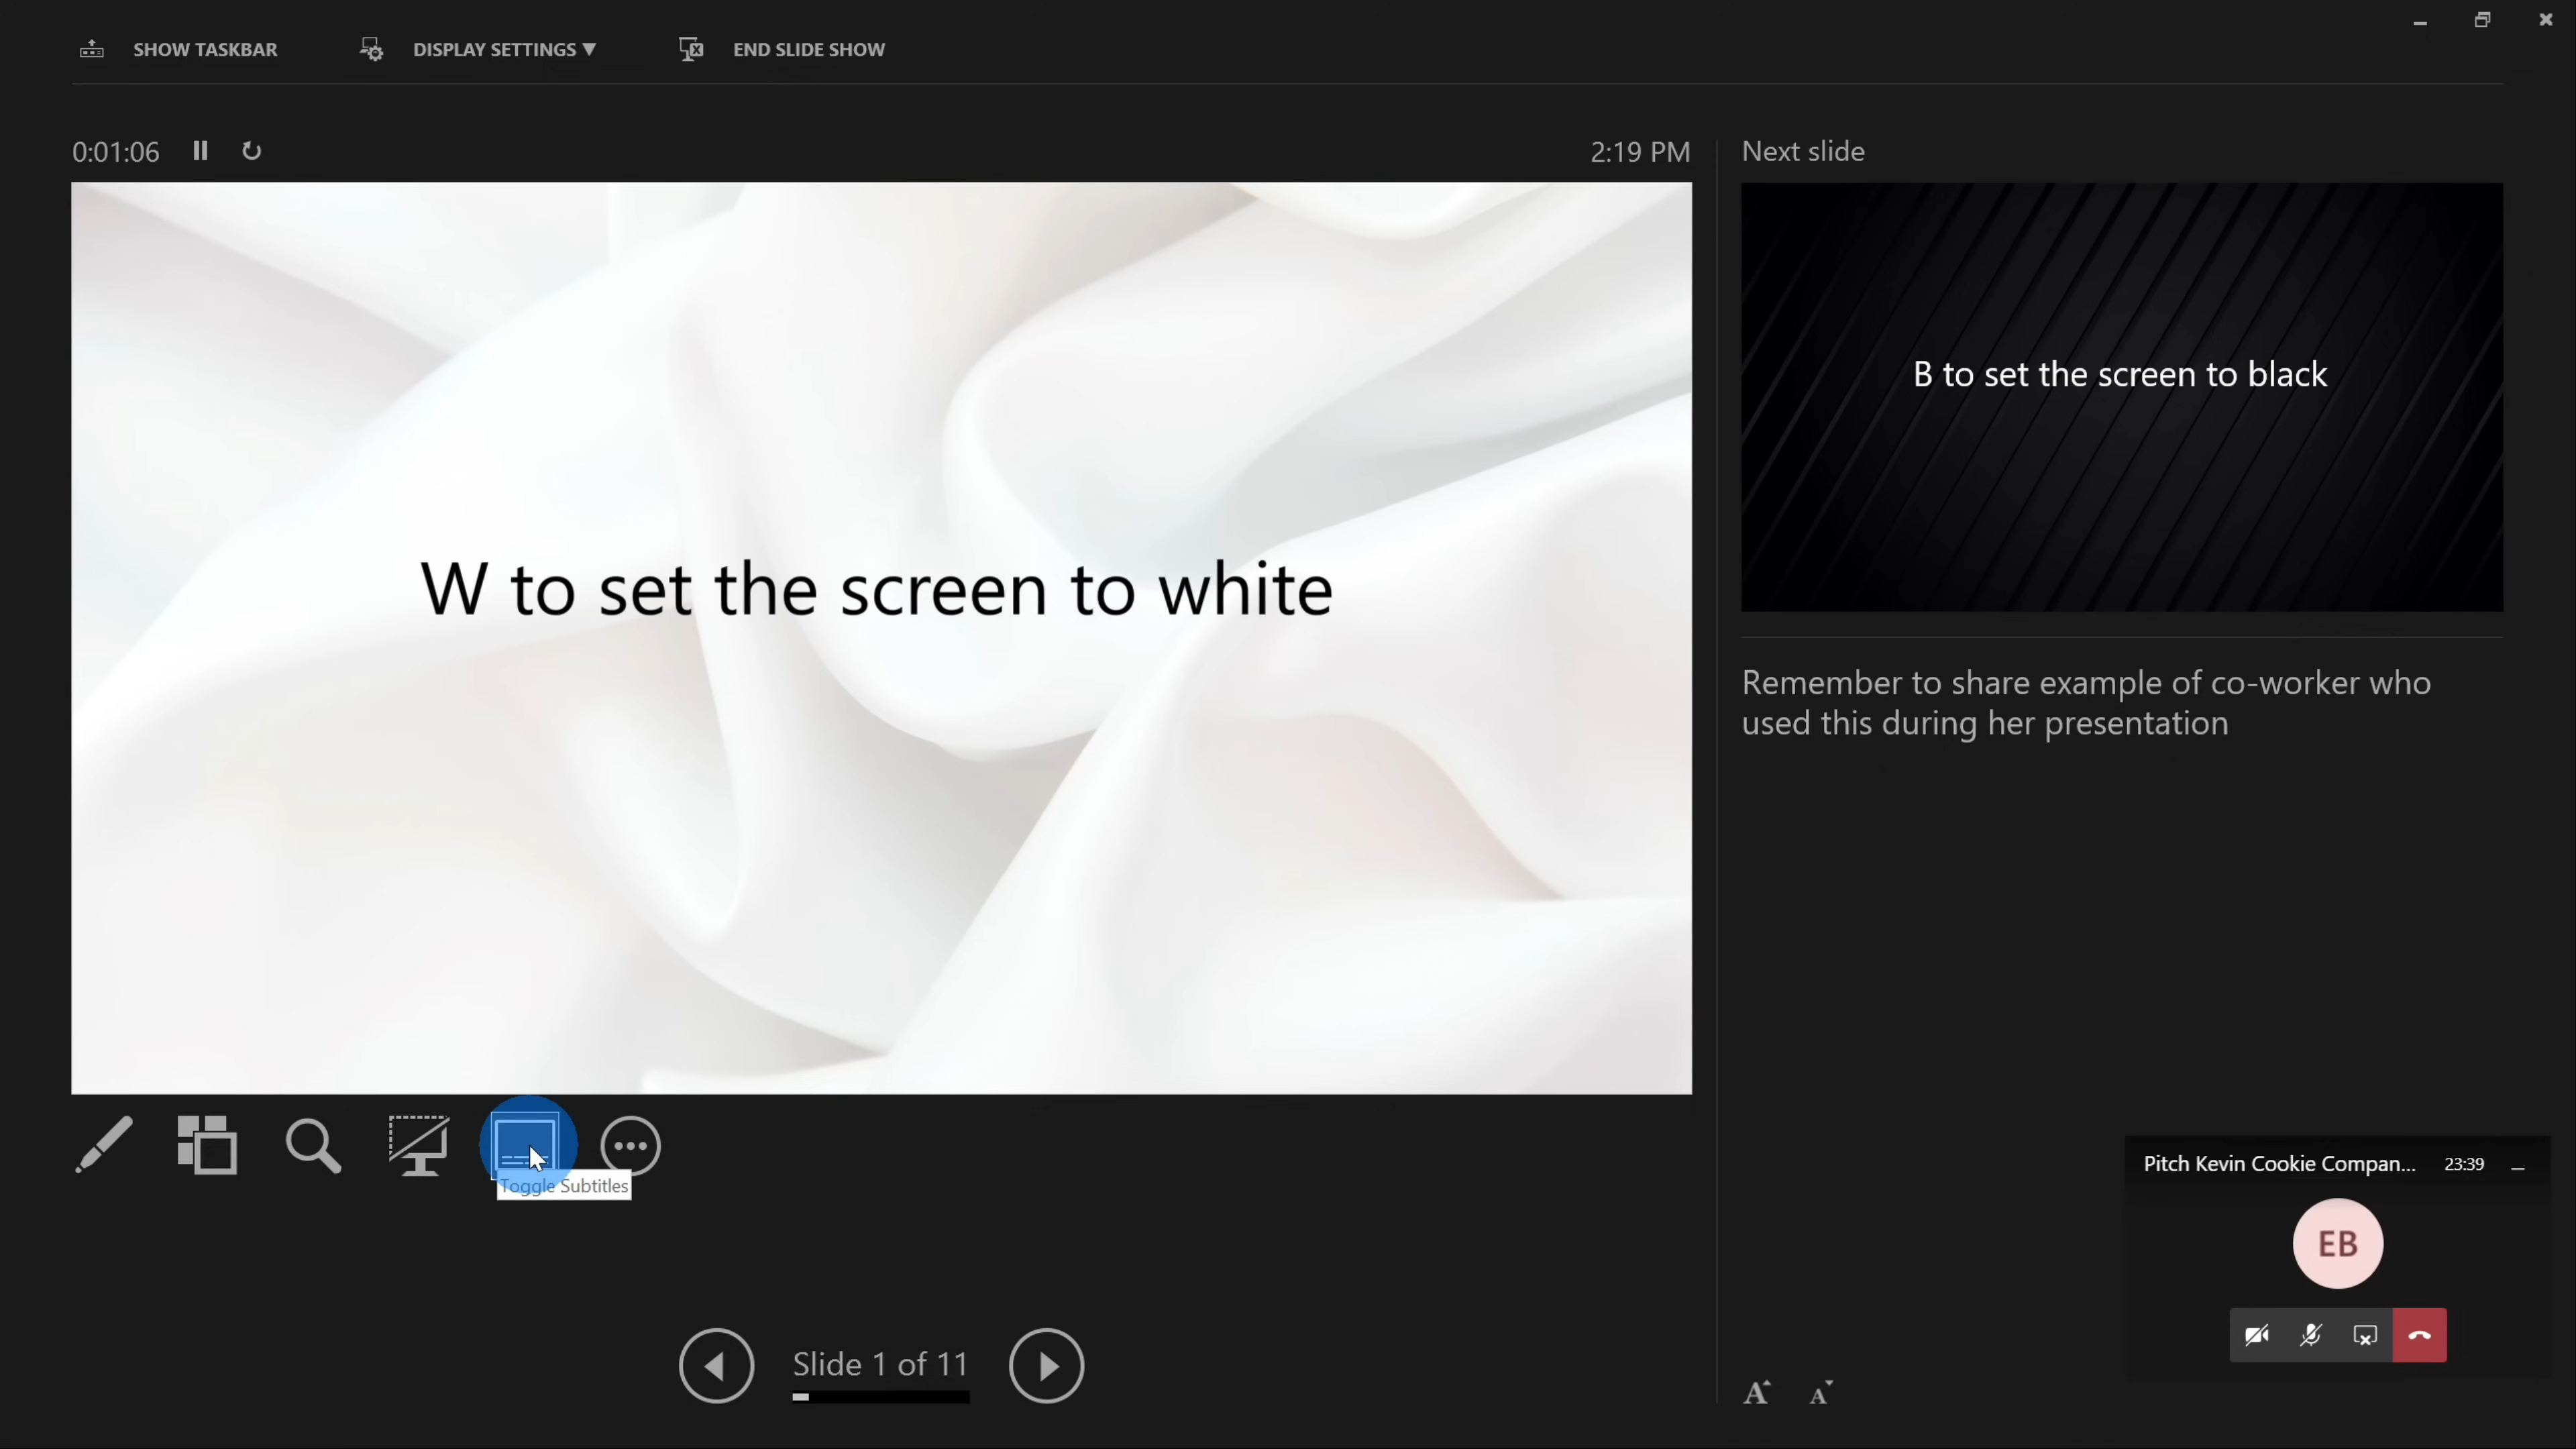 SHOW TASKBAR
DISPLAY SETTINGS ▼
END SLIDE SHOW
0:01:06
2:19 PM
Next slide
W to set the screen to white
B to set the screen to black
Remember to share example of co-worker who
used this during her presentation
Toggle Subtitles
Pitch Kevin Cookie Compan...
23:39
EB
Slide 1 of 11
A
A